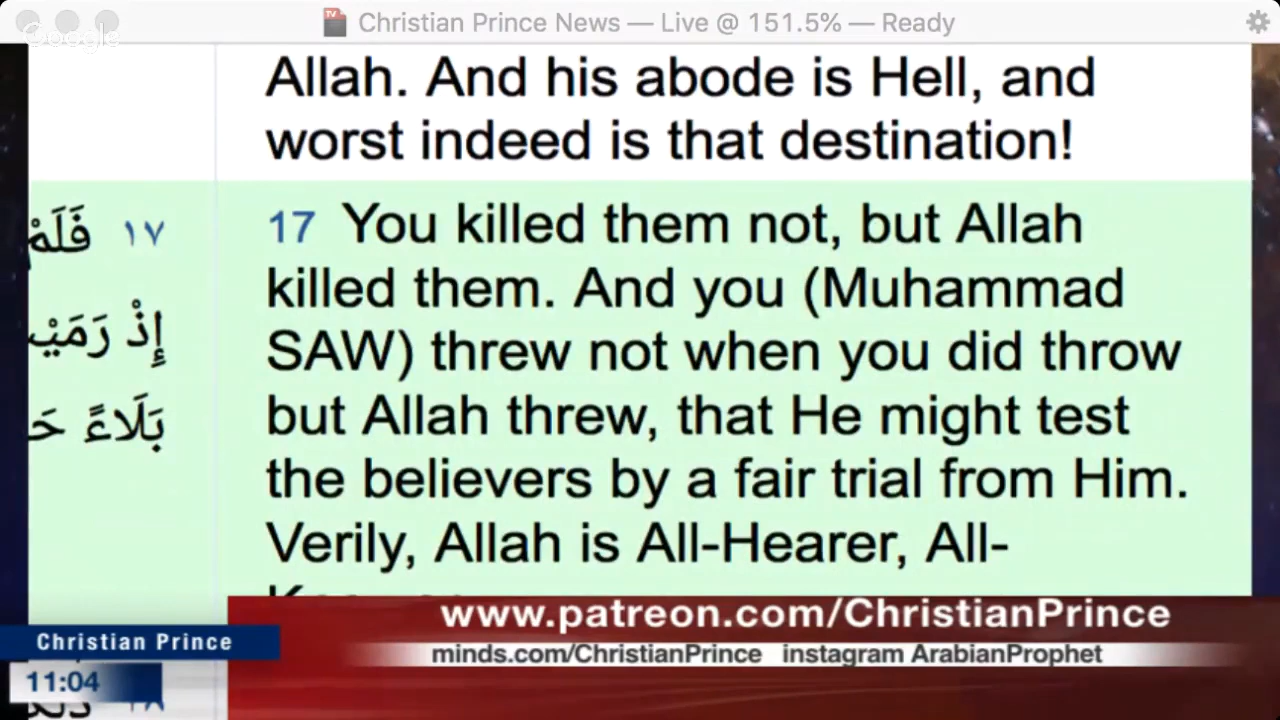 Christian Prince News — Live @ 151.5% — Ready
Google
Allah. And his abode is Hell, and
worst indeed is that destination!
١٧ فَلَمْ
17 You killed them not, but Allah
killed them. And you (Muhammad
إِذْ رَمَيْ
SAW) threw not when you did throw
بَلَاءً حَ
but Allah threw, that He might test
the believers by a fair trial from Him.
Verily, Allah is All-Hearer, All-
www.patreon.com/ChristianPrince
Christian Prince
minds.com/ChristianPrince instagram ArabianProphet
11:04